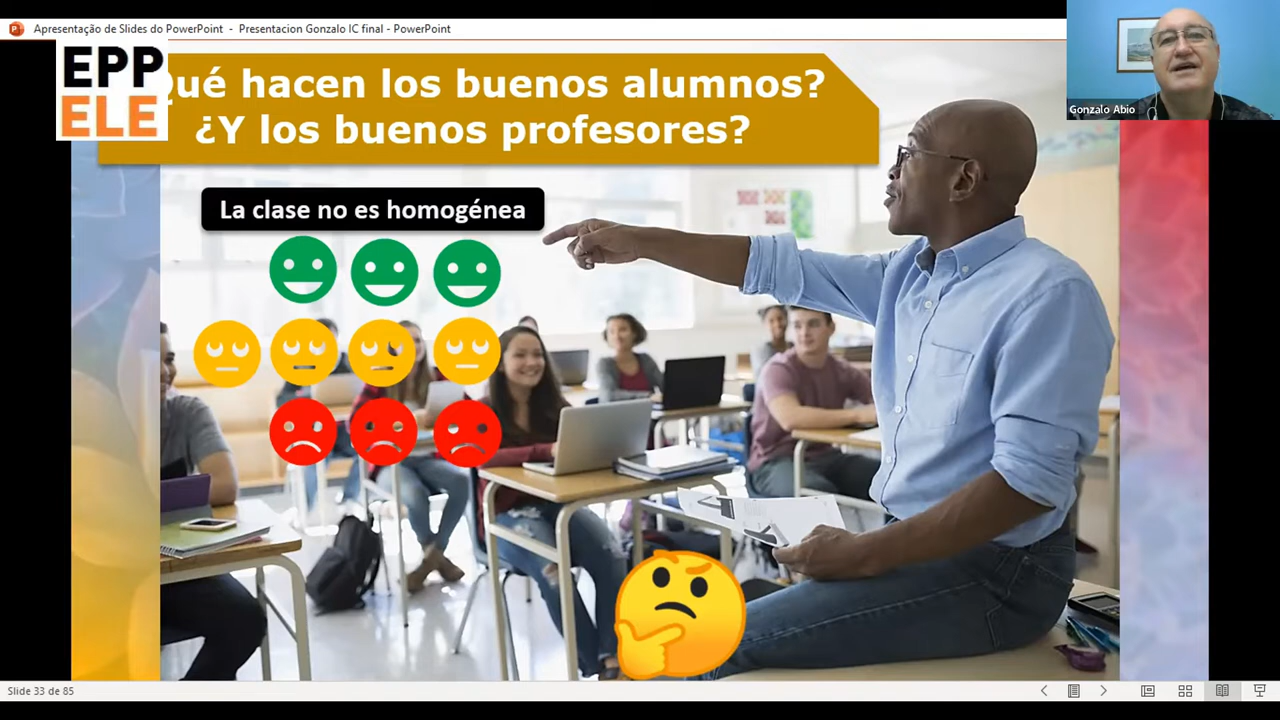 Apresentação de Slides do PowerPoint - Presentacion Gonzalo IC final - PowerPoint
EPP
ELE
Gonzalo Abio
ué hacen los buenos alumnos?
¿Y los buenos profesores?
La clase no es homogénea
Slide 33 de 85